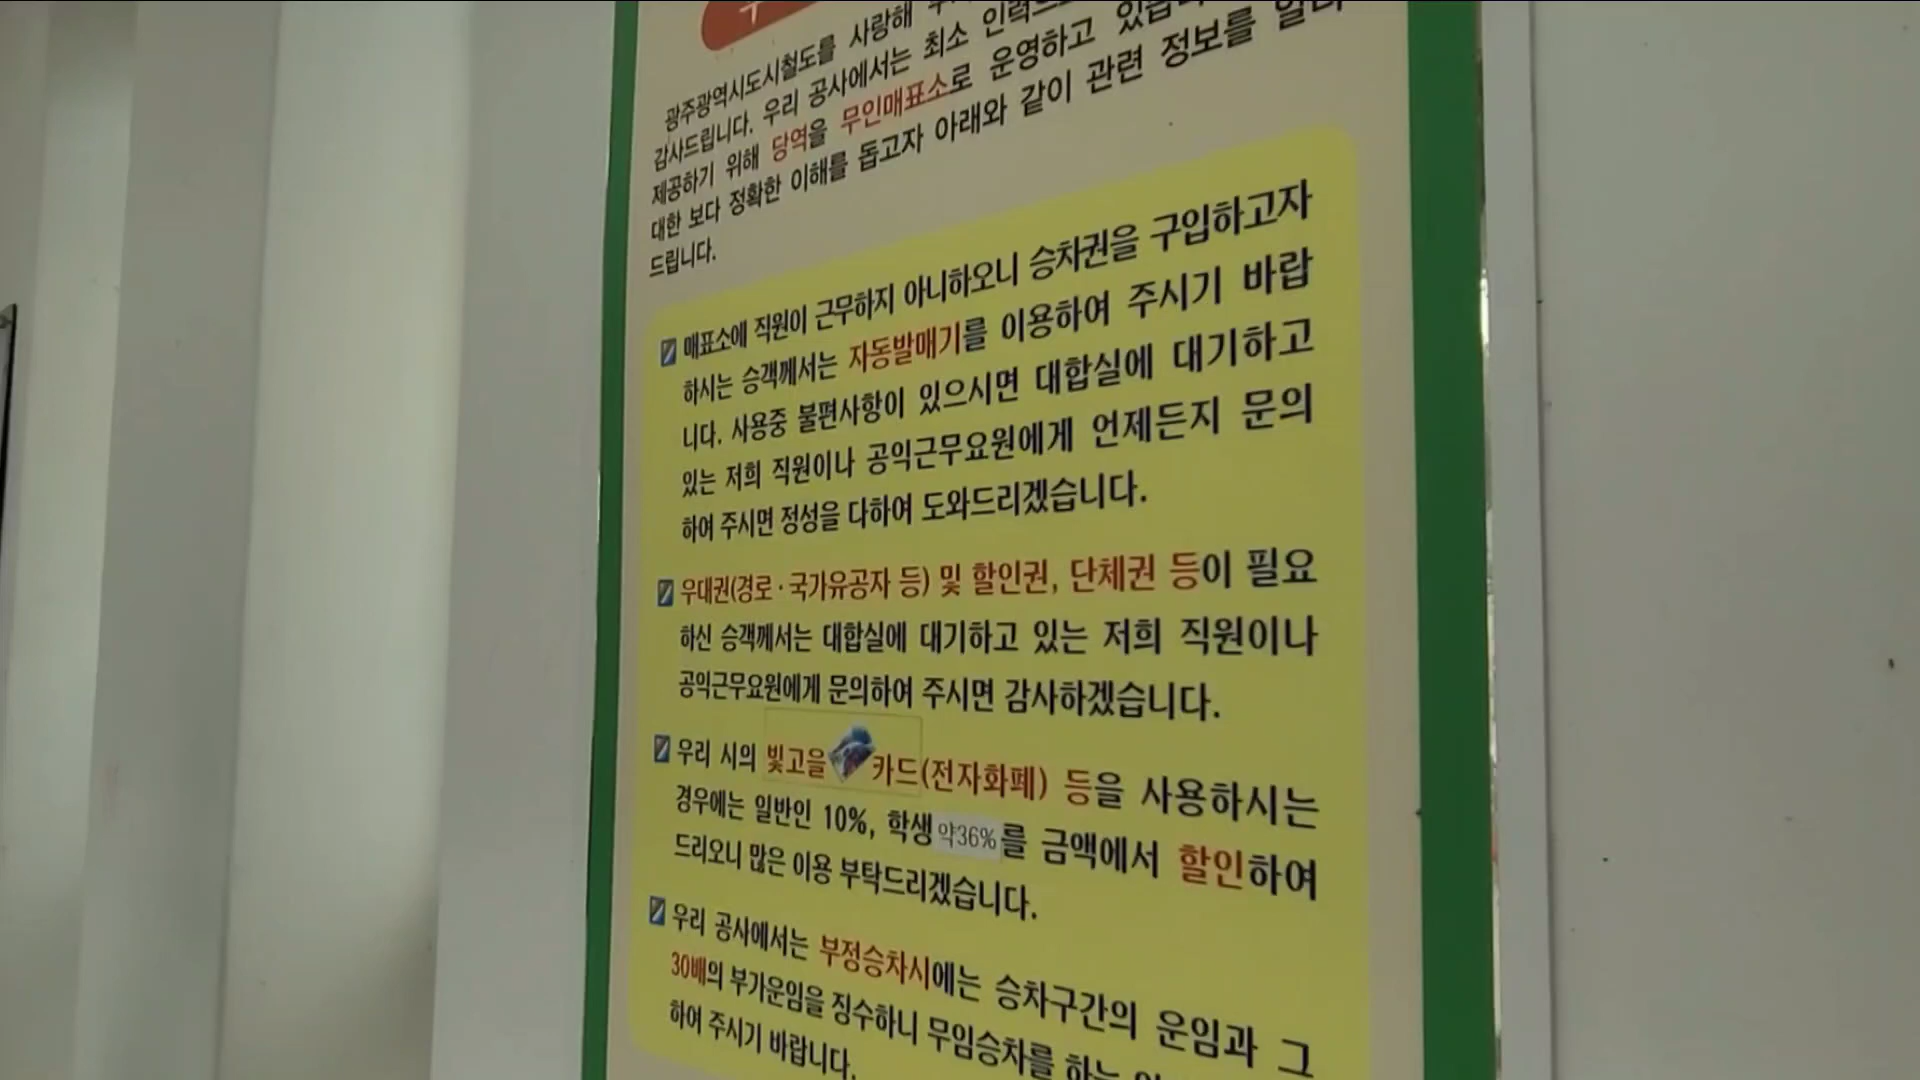 광주광역시도시철도를 사랑해
감사드립니다. 우리 공사에서는 최소 인력으로
제공하기 위해 당역을 무인매표소로 운영하고
대한 보다 정확한 이해를 돕고자 아래와 같이 관련 정보를 알려
드립니다.
매표소에 직원이 근무하지 아니하오니 승차권을 구입하고자
하시는 승객께서는 자동발매기를 이용하여 주시기 바랍
니다. 사용중 불편사항이 있으시면 대합실에 대기하고
있는 저희 직원이나 공익근무요원에게 언제든지 문의
하여 주시면 정성을 다하여 도와드리겠습니다.
우대권(경로·국가유공자 등) 및 할인권, 단체권 등이 필요
하신 승객께서는 대합실에 대기하고 있는 저희 직원이나
공익근무요원에게 문의하여 주시면 감사하겠습니다.
우리 시의 빛고을 카드(전자화폐) 등을 사용하시는
경우에는 일반인 10%, 학생 약36%를 금액에서 할인하여
드리오니 많은 이용 부탁드리겠습니다.
우리 공사에서는 부정승차시에는 승차구간의 운임과 그
30배의 부가운임을 징수하니 무임승차를 하는
하여 주시기 바랍니다.